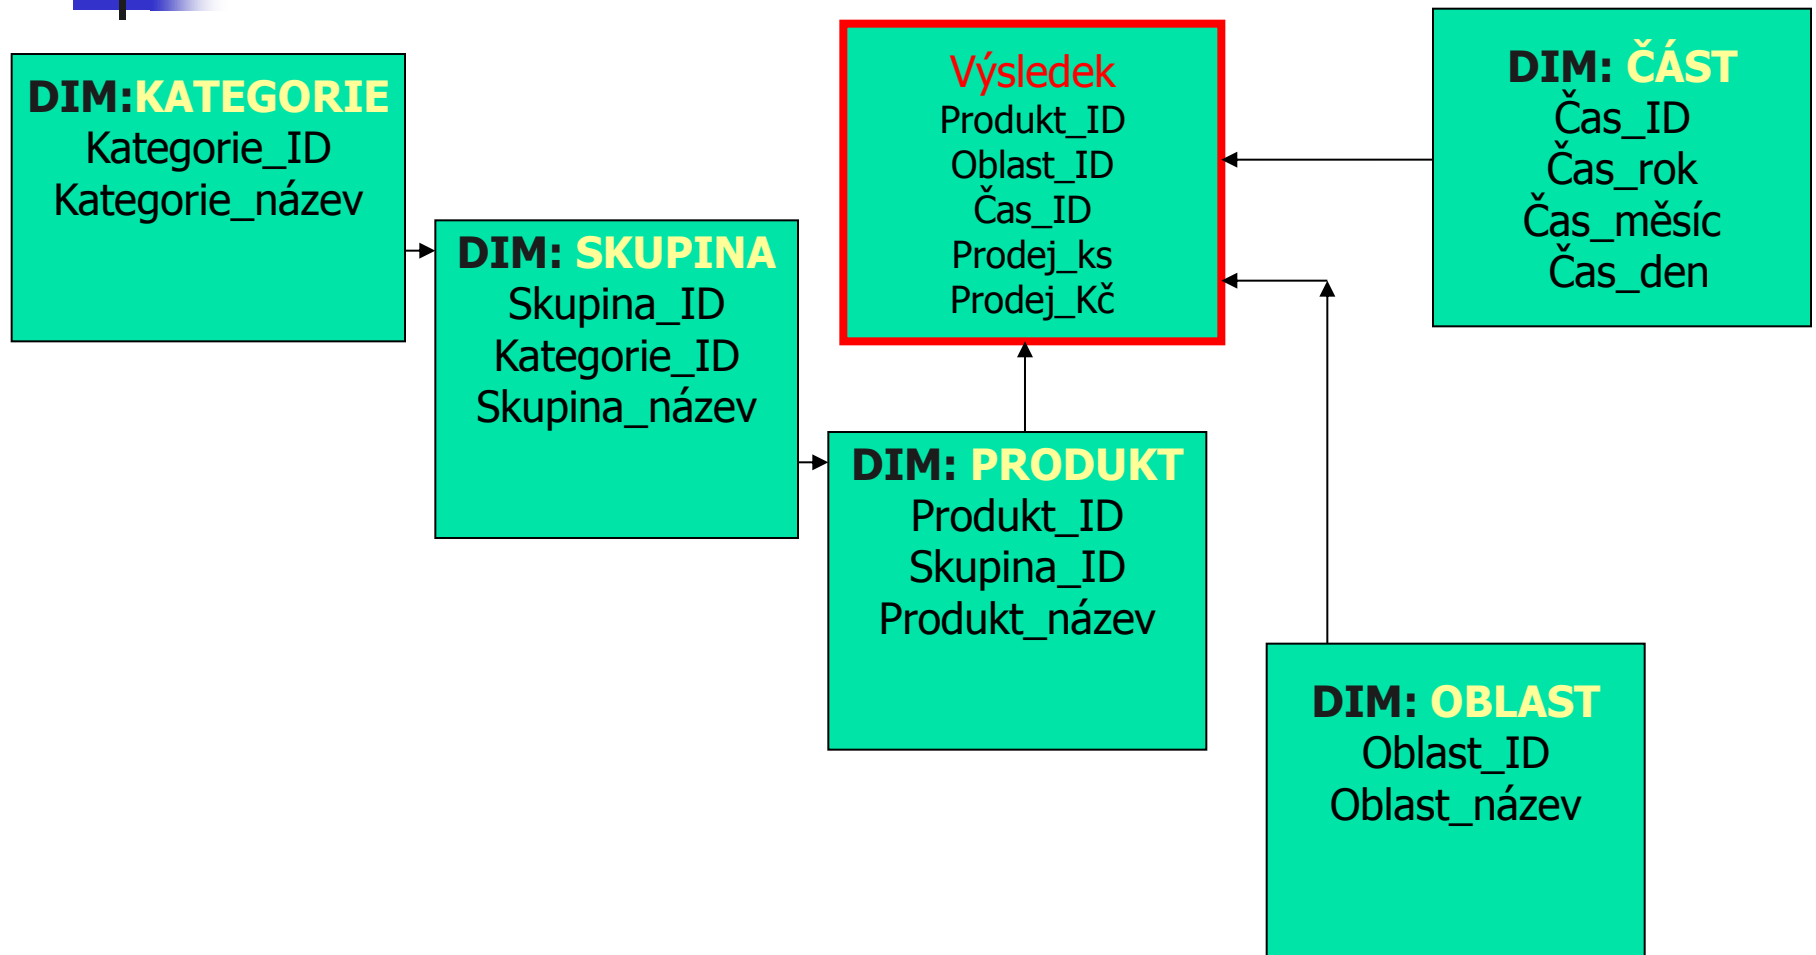 DIM:KATEGORIE
Kategorie_ID
Kategorie_název
DIM: SKUPINA
Skupina_ID
Kategorie_ID
Skupina_název
Výsledek
Produkt_ID
Oblast_ID
Čas_ID
Prodej_ks
Prodej_Kč
DIM: PRODUKT
Produkt_ID
Skupina_ID
Produkt_název
DIM: ČÁST
Čas_ID
Čas_rok
Čas_měsíc
Čas_den
DIM: OBLAST
Oblast_ID
Oblast_název